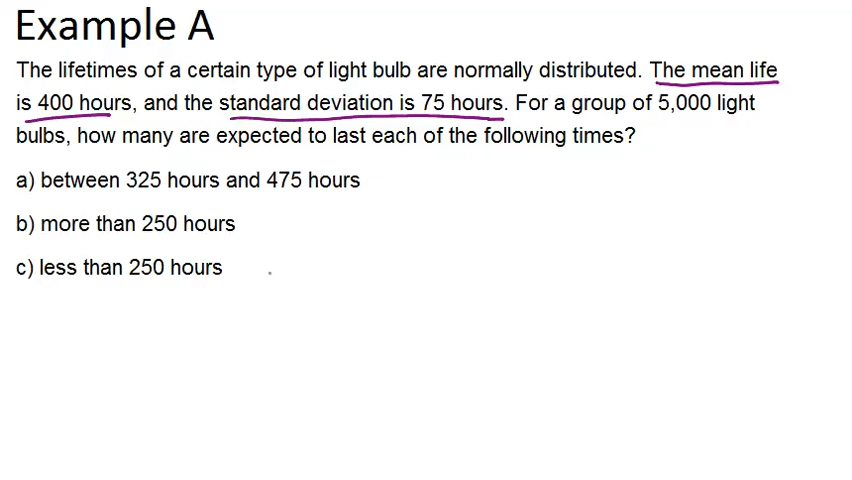 Example A
The lifetimes of a certain type of light bulb are normally distributed. The mean life
is 400 hours, and the standard deviation is 75 hours. For a group of 5,000 light
bulbs, how many are expected to last each of the following times?
a) between 325 hours and 475 hours
b) more than 250 hours
c) less than 250 hours